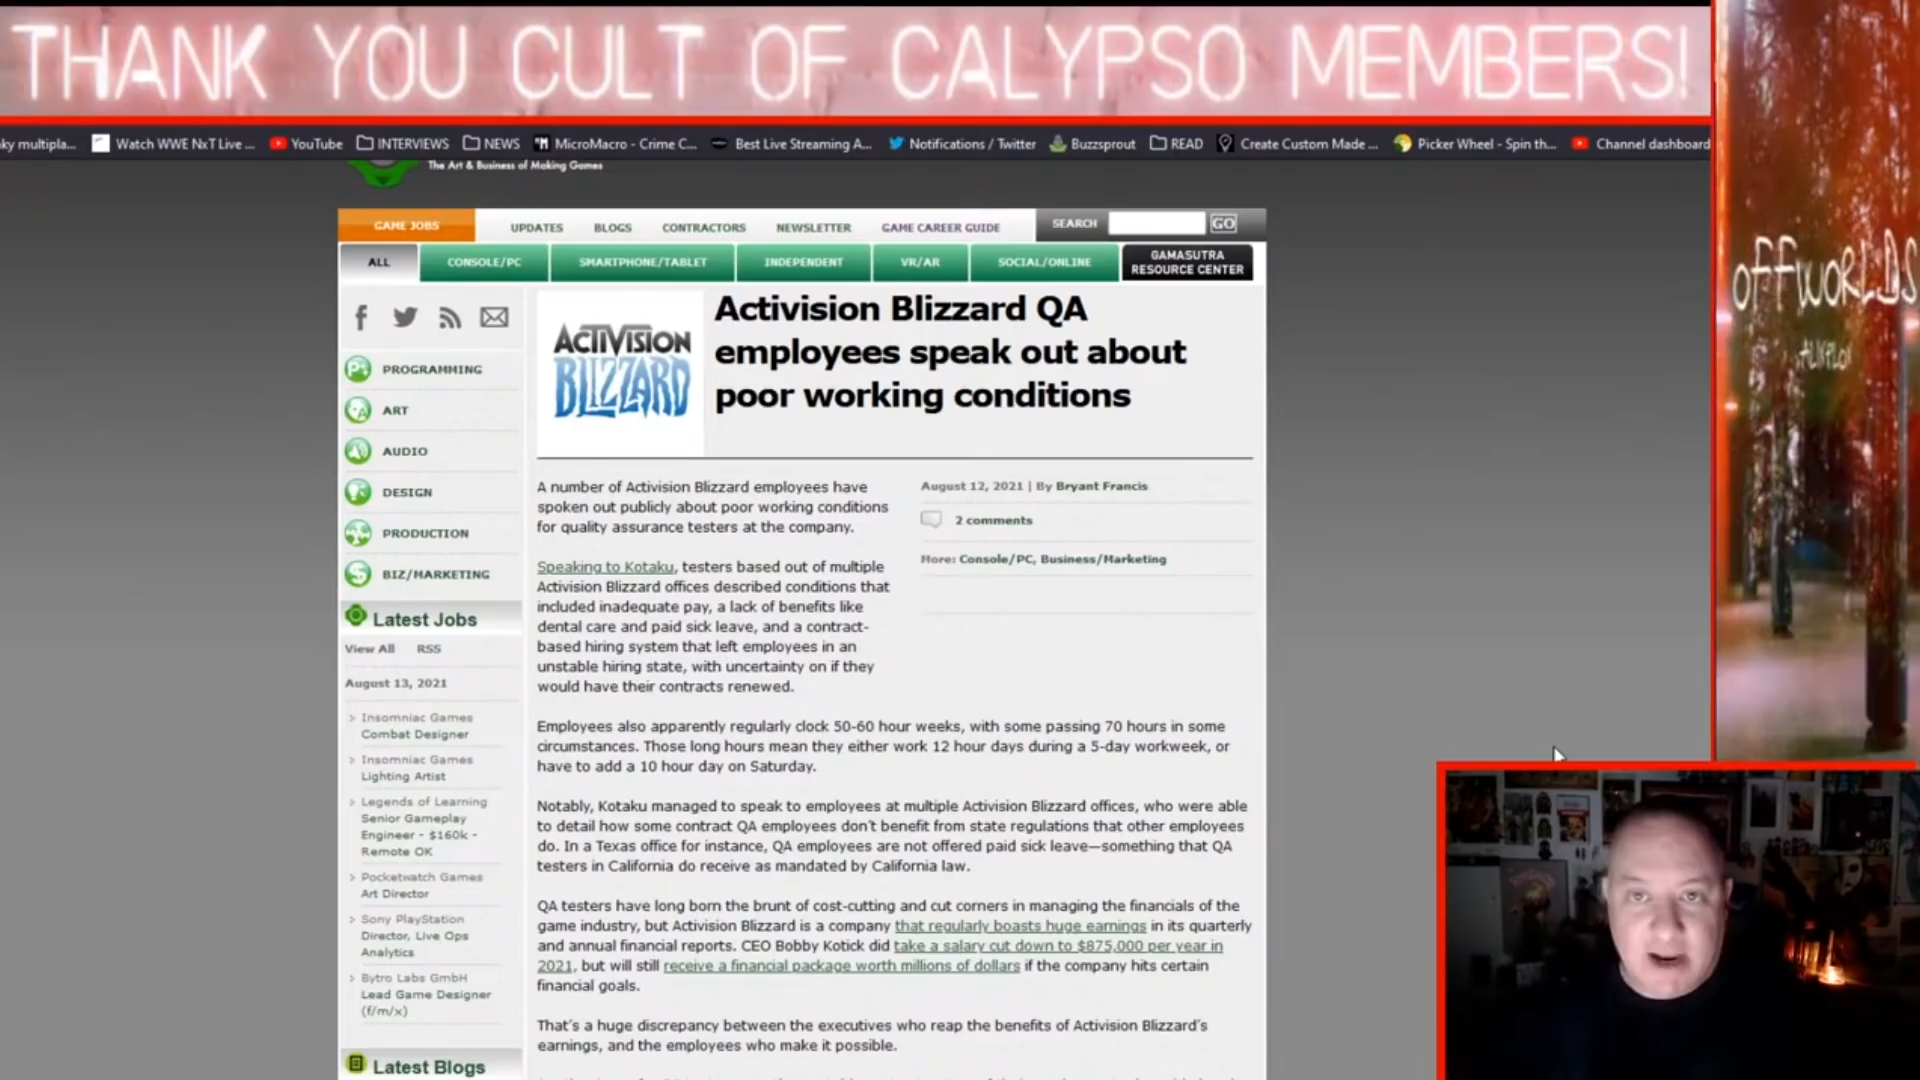 THANK YOU CULT OF CALYPSO MEMBERS!
ky multipla... Watch WWE NxT Live ... YouTube INTERVIEWS NEWS MicroMacro - Crime C... Best Live Streaming A... Notifications / Twitter Buzzsprout READ Create Custom Made ... Picker Wheel - Spin th... Channel dashboard
The Art & Business of Making Games
GAME JOBS UPDATES BLOGS CONTRACTORS NEWSLETTER GAME CAREER GUIDE SEARCH GO
ALL CONSOLE/PC SMARTPHONE/TABLET INDEPENDENT VR/AR SOCIAL/ONLINE GAMASUTRA
RESOURCE CENTER
PROGRAMMING
ART
AUDIO
DESIGN
PRODUCTION
BIZ/MARKETING
Latest Jobs
View All RSS
August 13, 2021
Insomniac Games
Combat Designer
Insomniac Games
Lighting Artist
Legends of Learning
Senior Gameplay
Engineer - $160k -
Remote OK
Pocketwatch Games
Art Director
Sony PlayStation
Director, Live Ops
Analytics
Bytro Labs GmbH
Lead Game Designer
(f/m/x)
Latest Blogs
ACTIVISION
BLIZZARD
Activision Blizzard QA
employees speak out about
poor working conditions
August 12, 2021 | By Bryant Francis
2 comments
More: Console/PC, Business/Marketing
A number of Activision Blizzard employees have
spoken out publicly about poor working conditions
for quality assurance testers at the company.
Speaking to Kotaku, testers based out of multiple
Activision Blizzard offices described conditions that
included inadequate pay, a lack of benefits like
dental care and paid sick leave, and a contract-
based hiring system that left employees in an
unstable hiring state, with uncertainty on if they
would have their contracts renewed.
Employees also apparently regularly clock 50-60 hour weeks, with some passing 70 hours in some
circumstances. Those long hours mean they either work 12 hour days during a 5-day workweek, or
have to add a 10 hour day on Saturday.
Notably, Kotaku managed to speak to employees at multiple Activision Blizzard offices, who were able
to detail how some contract QA employees don't benefit from state regulations that other employees
do. In a Texas office for instance, QA employees are not offered paid sick leave—something that QA
testers in California do receive as mandated by California law.
QA testers have long born the brunt of cost-cutting and cut corners in managing the financials of the
game industry, but Activision Blizzard is a company that regularly boasts huge earnings in its quarterly
and annual financial reports. CEO Bobby Kotick did take a salary cut down to $875,000 per year in
2021, but will still receive a financial package worth millions of dollars if the company hits certain
financial goals.
That's a huge discrepancy between the executives who reap the benefits of Activision Blizzard's
earnings, and the employees who make it possible.
OFFWORLDS